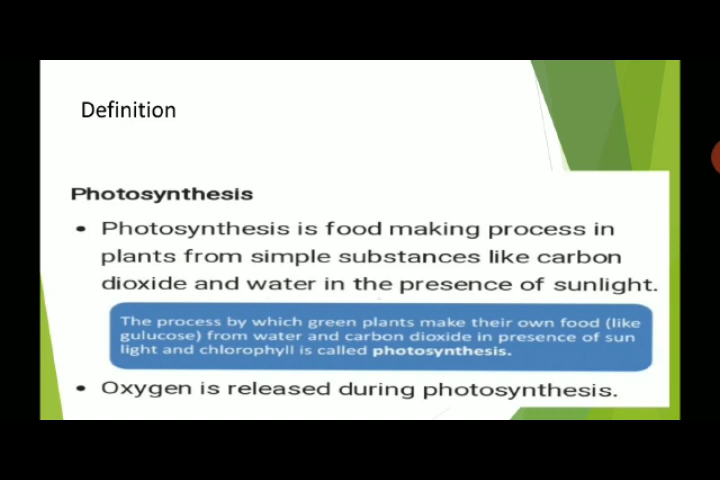 Definition
Photosynthesis
• Photosynthesis is food making process in
plants from simple substances like carbon
dioxide and water in the presence of sunlight.
The process by which green plants make their own food (like
gulucose) from water and carbon dioxide in presence of sun
light and chlorophyll is called photosynthesis.
• Oxygen is released during photosynthesis.